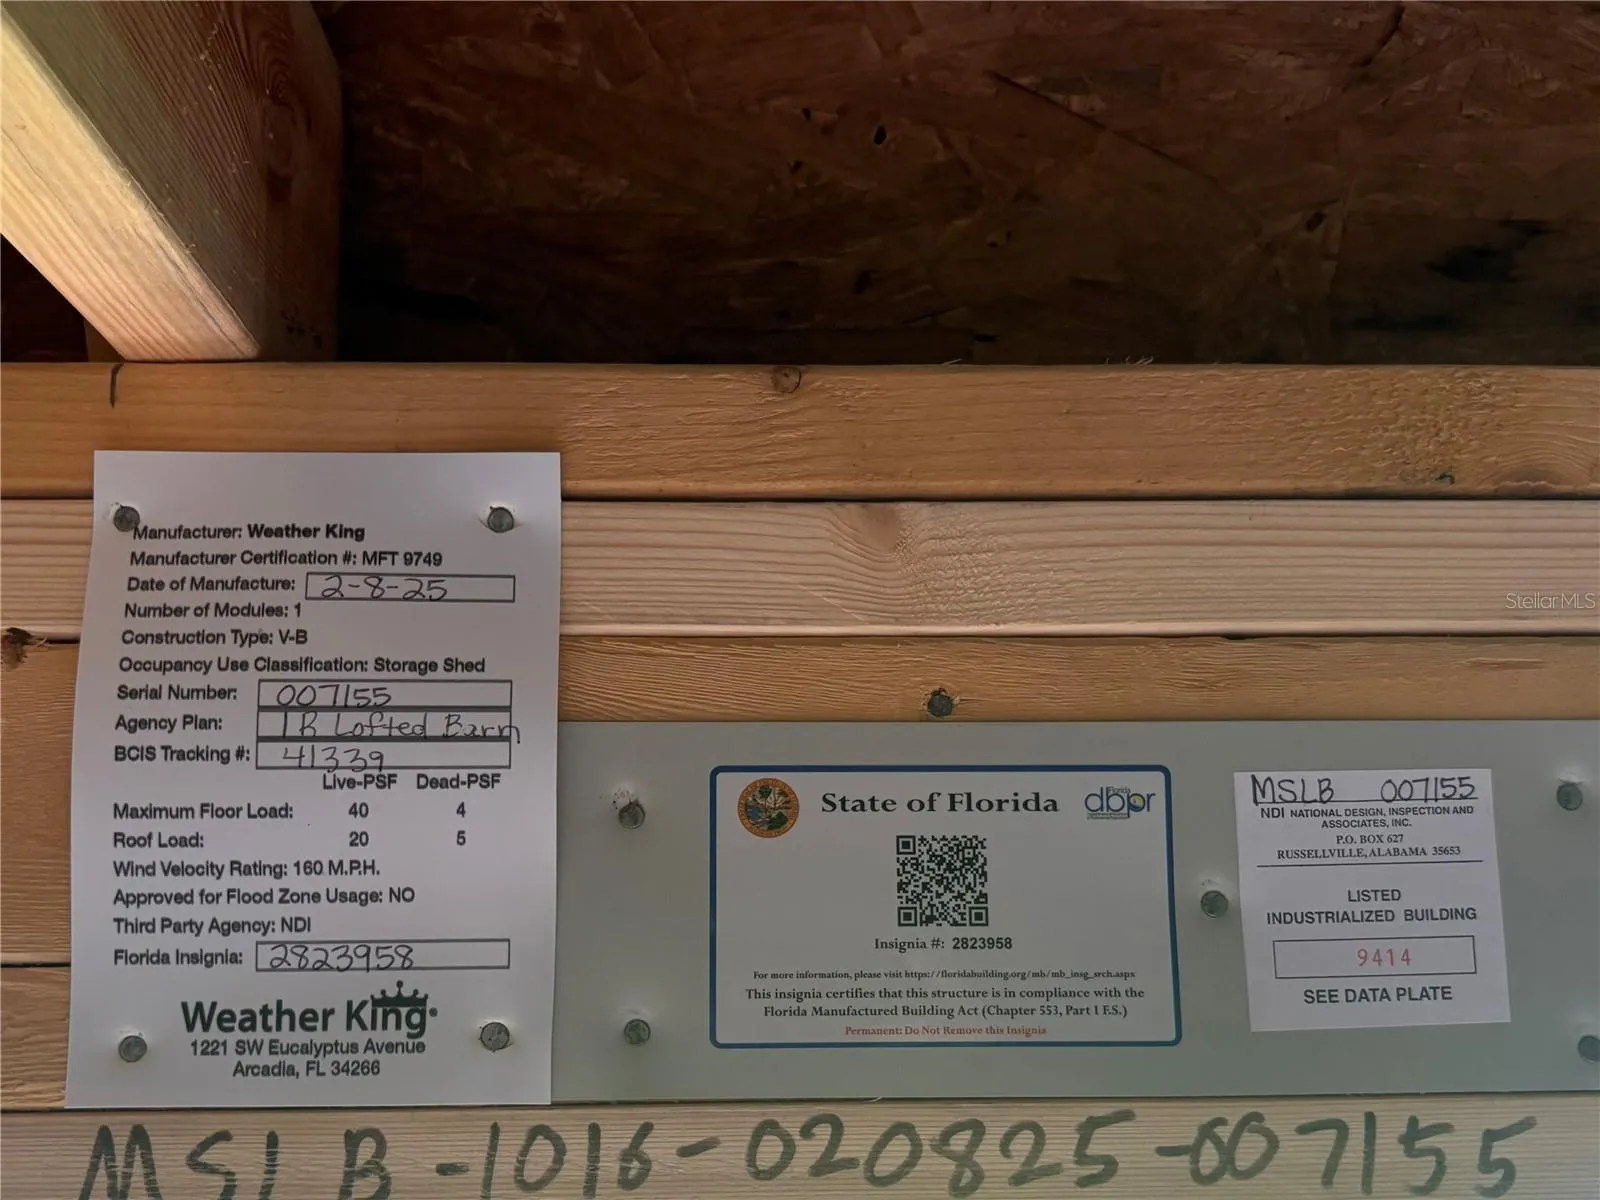 Manufacturer: Weather King
Manufacturer Certification #: MFT 9749
Date of Manufacture: 2-8-25
Number of Modules: 1
Construction Type: V-B
Occupancy Use Classification: Storage Shed
Serial Number: 007155
Agency Plan: 1B Lofted Barn
BCIS Tracking #: 41339
Live-PSF Dead-PSF
Maximum Floor Load: 40 4
Roof Load: 20 5
Wind Velocity Rating: 160 M.P.H.
Approved for Flood Zone Usage: NO
Third Party Agency: NDI
Florida Insignia: 2823958
Weather King®
1221 SW Eucalyptus Avenue
Arcadia, FL 34266
State of Florida
Florida
dbpr
Insignia #: 2823958
For more information, please visit https://floridabuilding.org/mb/mb_insg_srch.aspx
This insignia certifies that this structure is in compliance with the
Florida Manufactured Building Act (Chapter 553, Part I F.S.)
Permanent: Do Not Remove this Insignia
MSLB 007155
NDI NATIONAL DESIGN, INSPECTION AND
ASSOCIATES, INC.
P.O. BOX 627
RUSSELLVILLE, ALABAMA 35653
LISTED
INDUSTRIALIZED BUILDING
9414
SEE DATA PLATE
StellarMLS
MSLB-1016-020825-007155